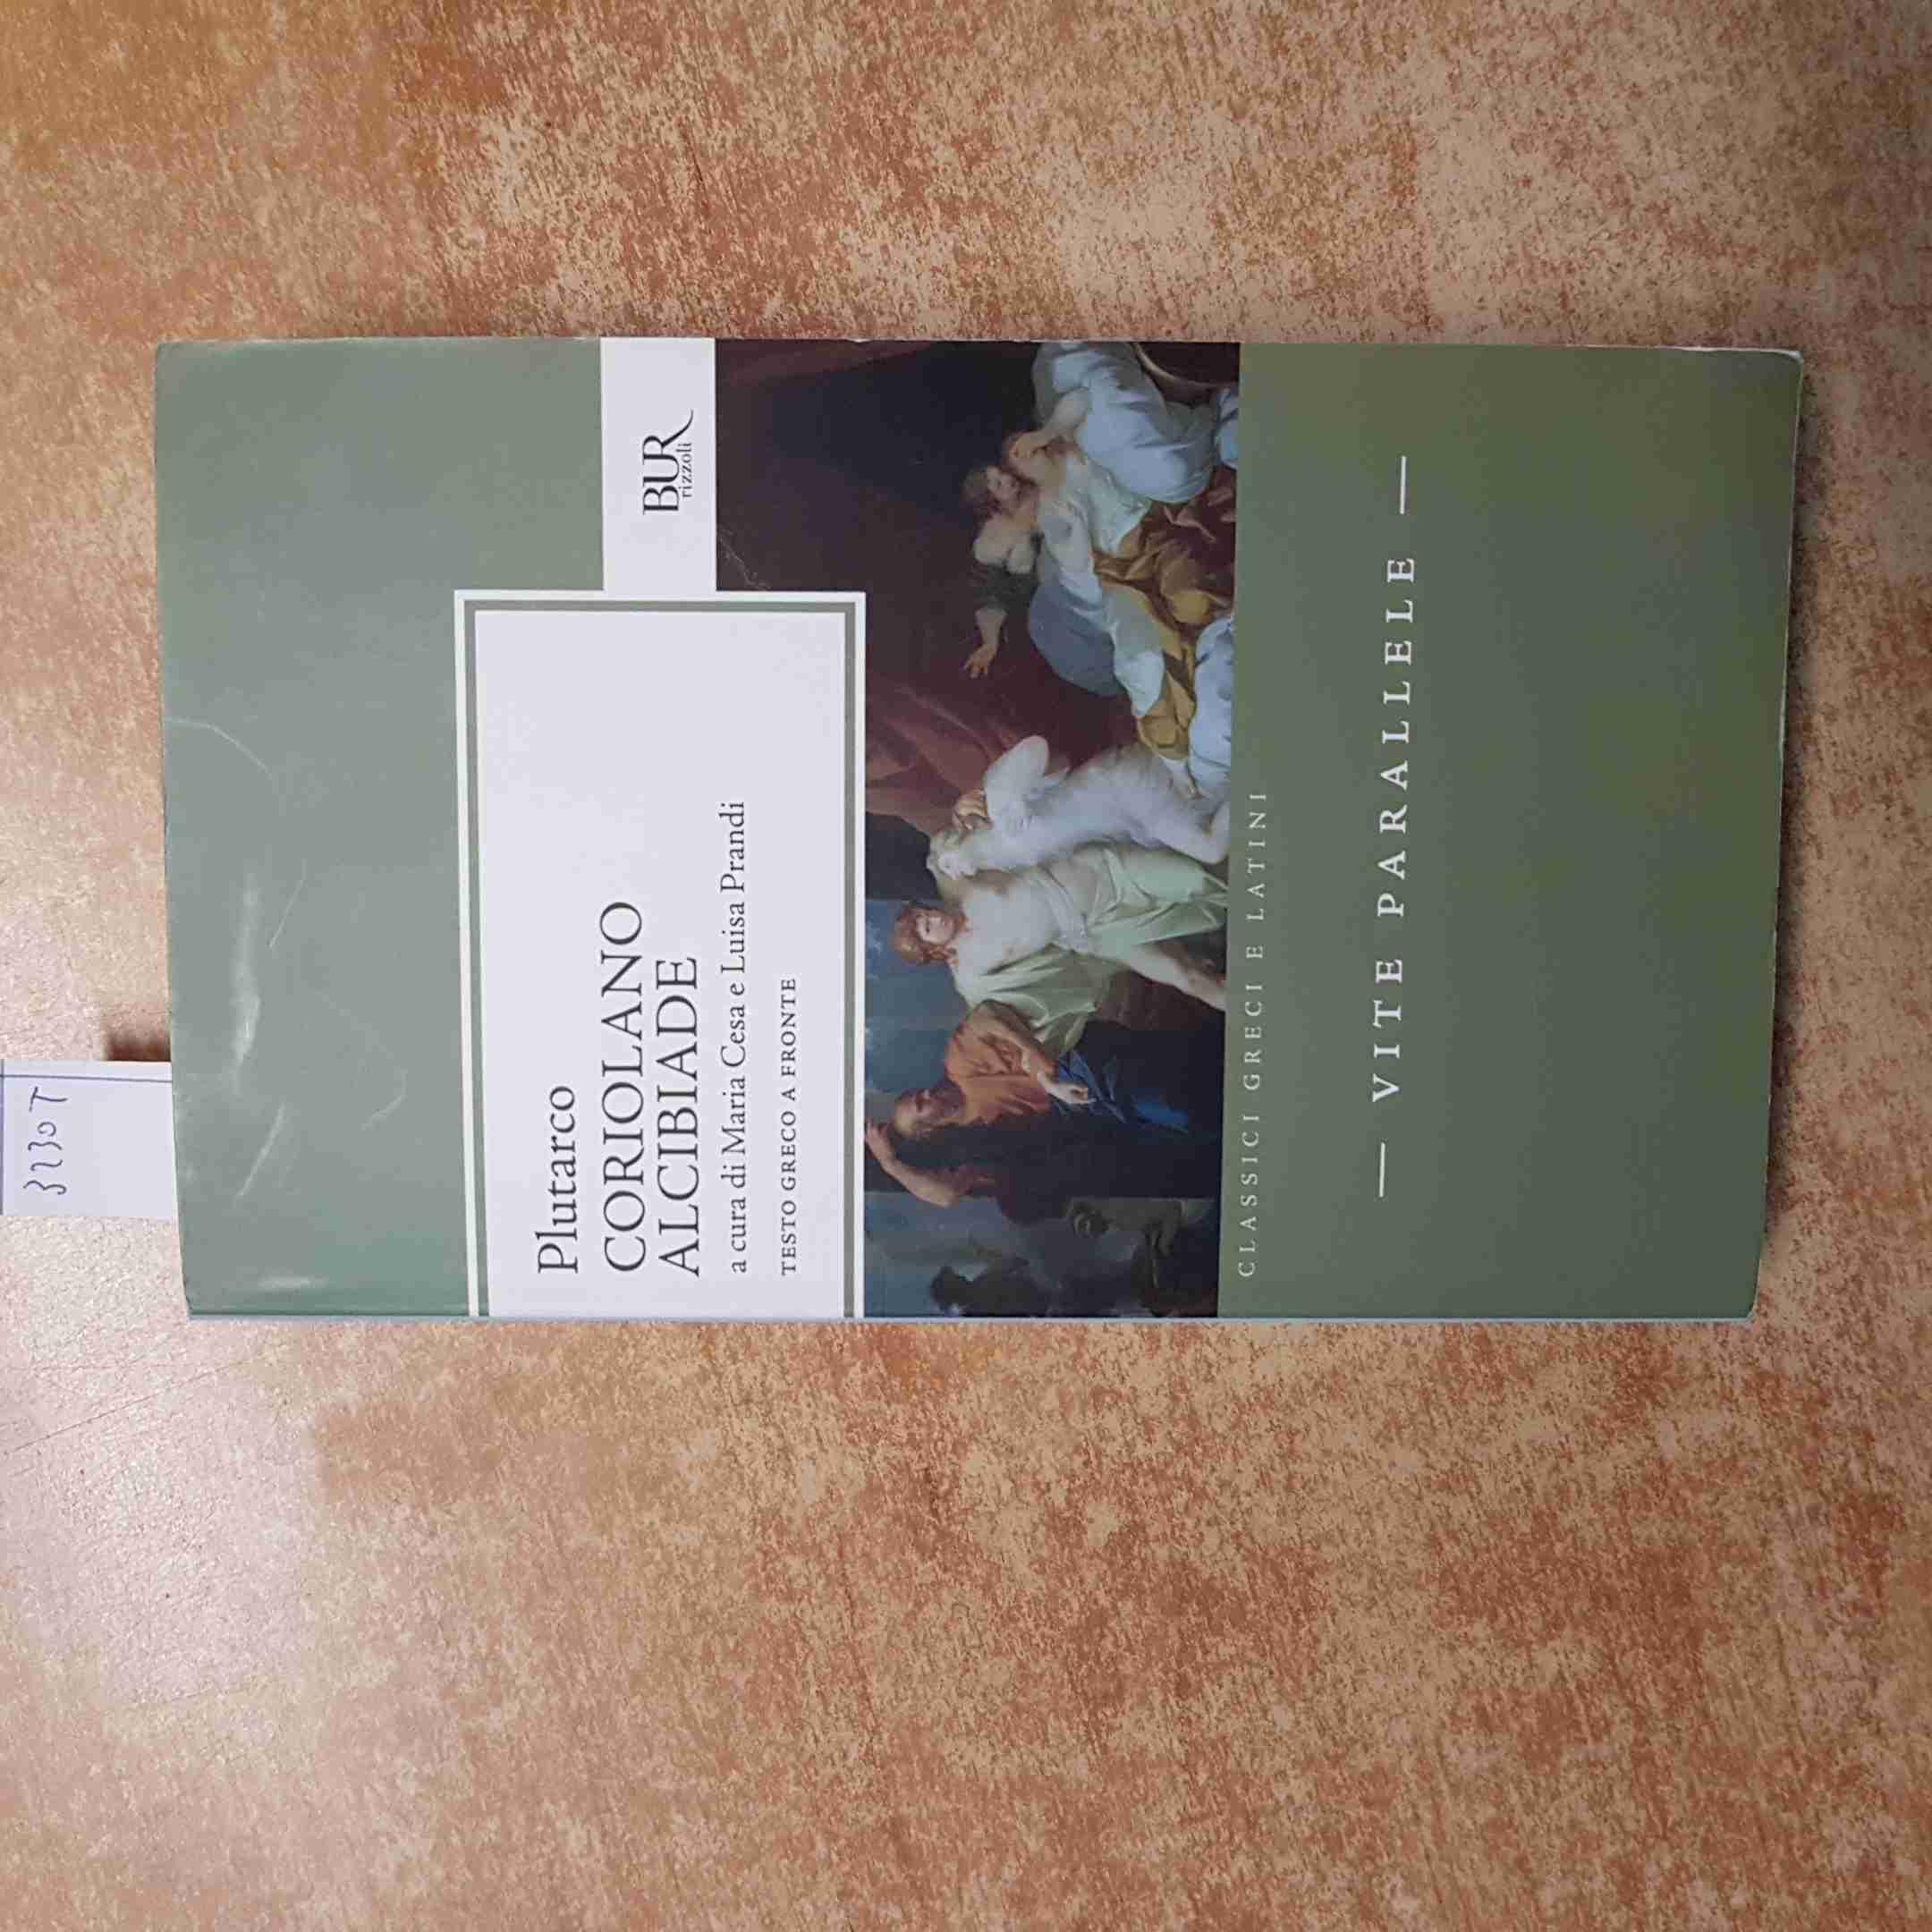 3230T
Plutarco
CORIOLANO
ALCIBIADE
a cura di Maria Cesa e Luisa Prandi
TESTO GRECO A FRONTE
BUR
rizzoli
CLASSICI GRECI E LATINI
— VITE PARALLELE —